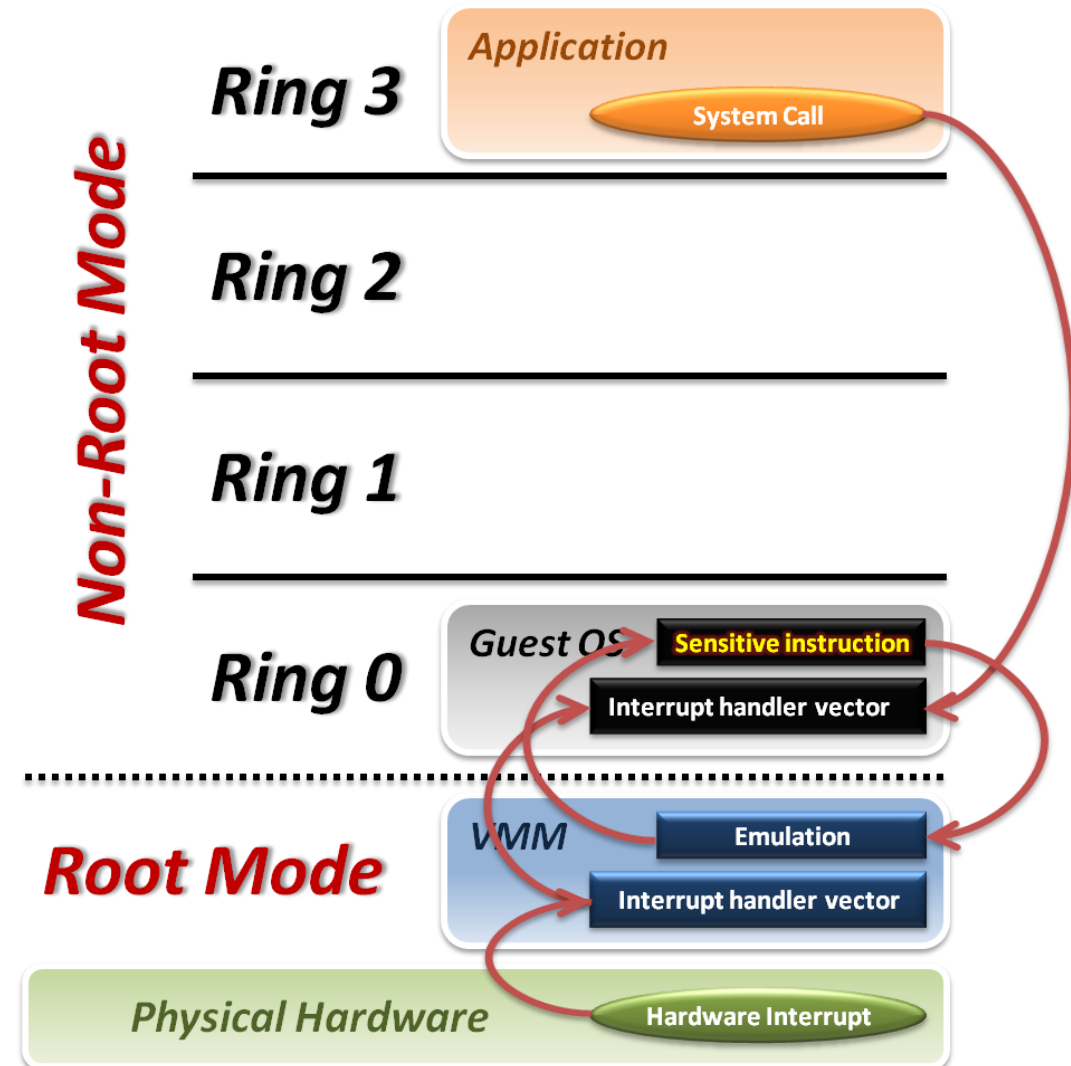 Application
Ring 3
System Call
Non-Root Mode
Ring 2
Ring 1
Guest OS
Sensitive instruction
Ring 0
Interrupt handler vector
VMM
Emulation
Root Mode
Interrupt handler vector
Physical Hardware
Hardware Interrupt